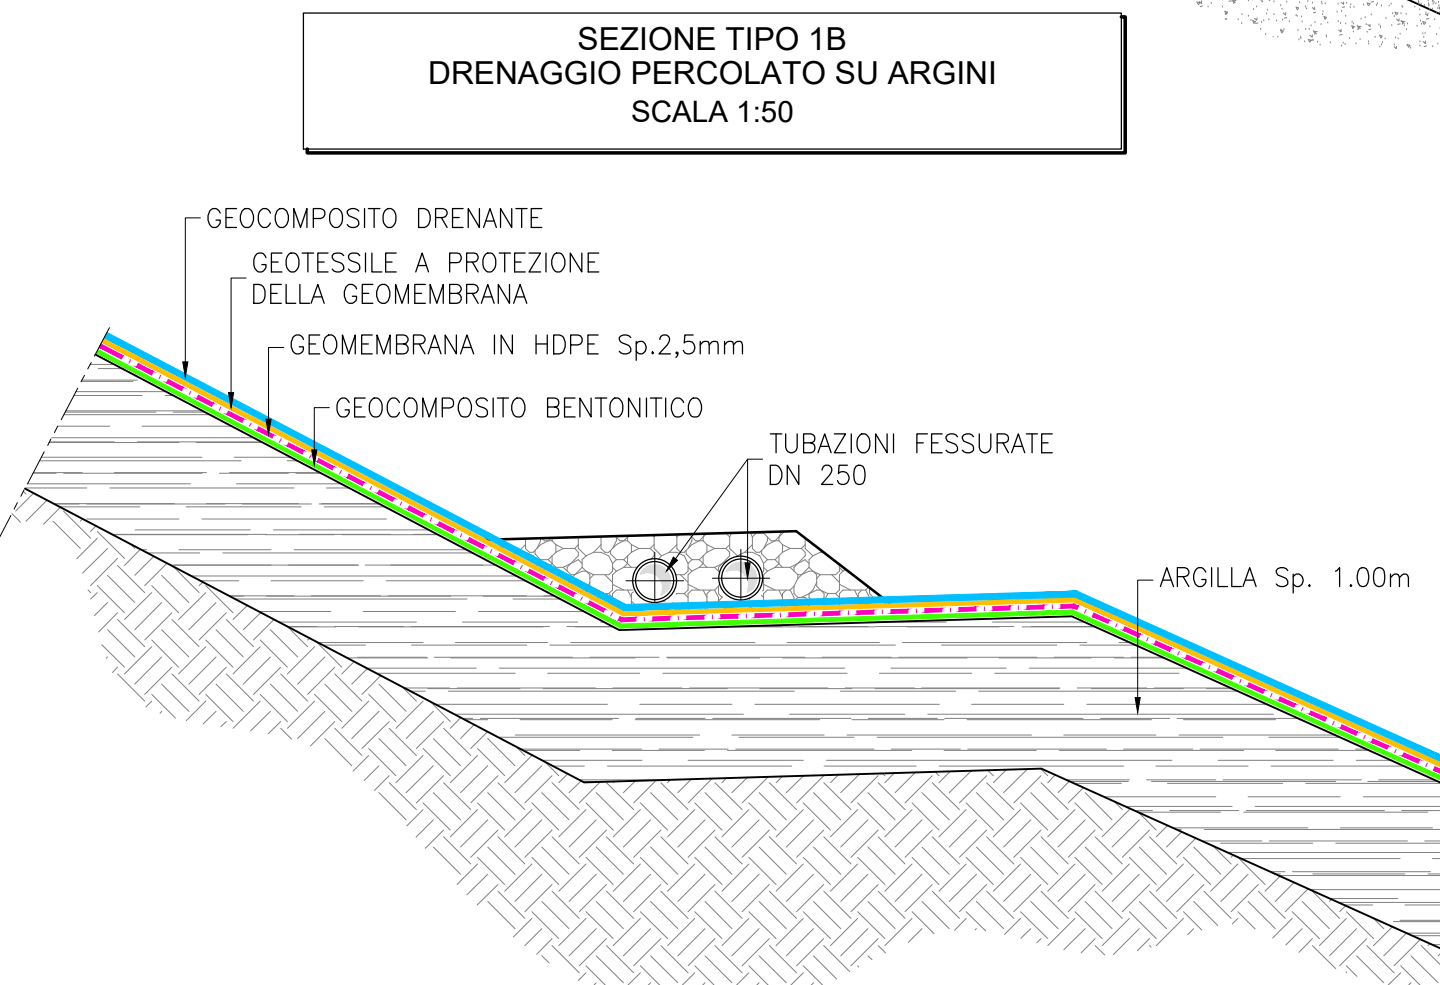 SEZIONE TIPO 1B
DRENAGGIO PERCOLATO SU ARGINI
SCALA 1:50
GEOCOMPOSITO DRENANTE
GEOTESSILE A PROTEZIONE
DELLA GEOMEMBRANA
GEOMEMBRANA IN HDPE Sp.2,5mm
GEOCOMPOSITO BENTONITICO
TUBAZIONI FESSURATE
DN 250
ARGILLA Sp. 1.00m